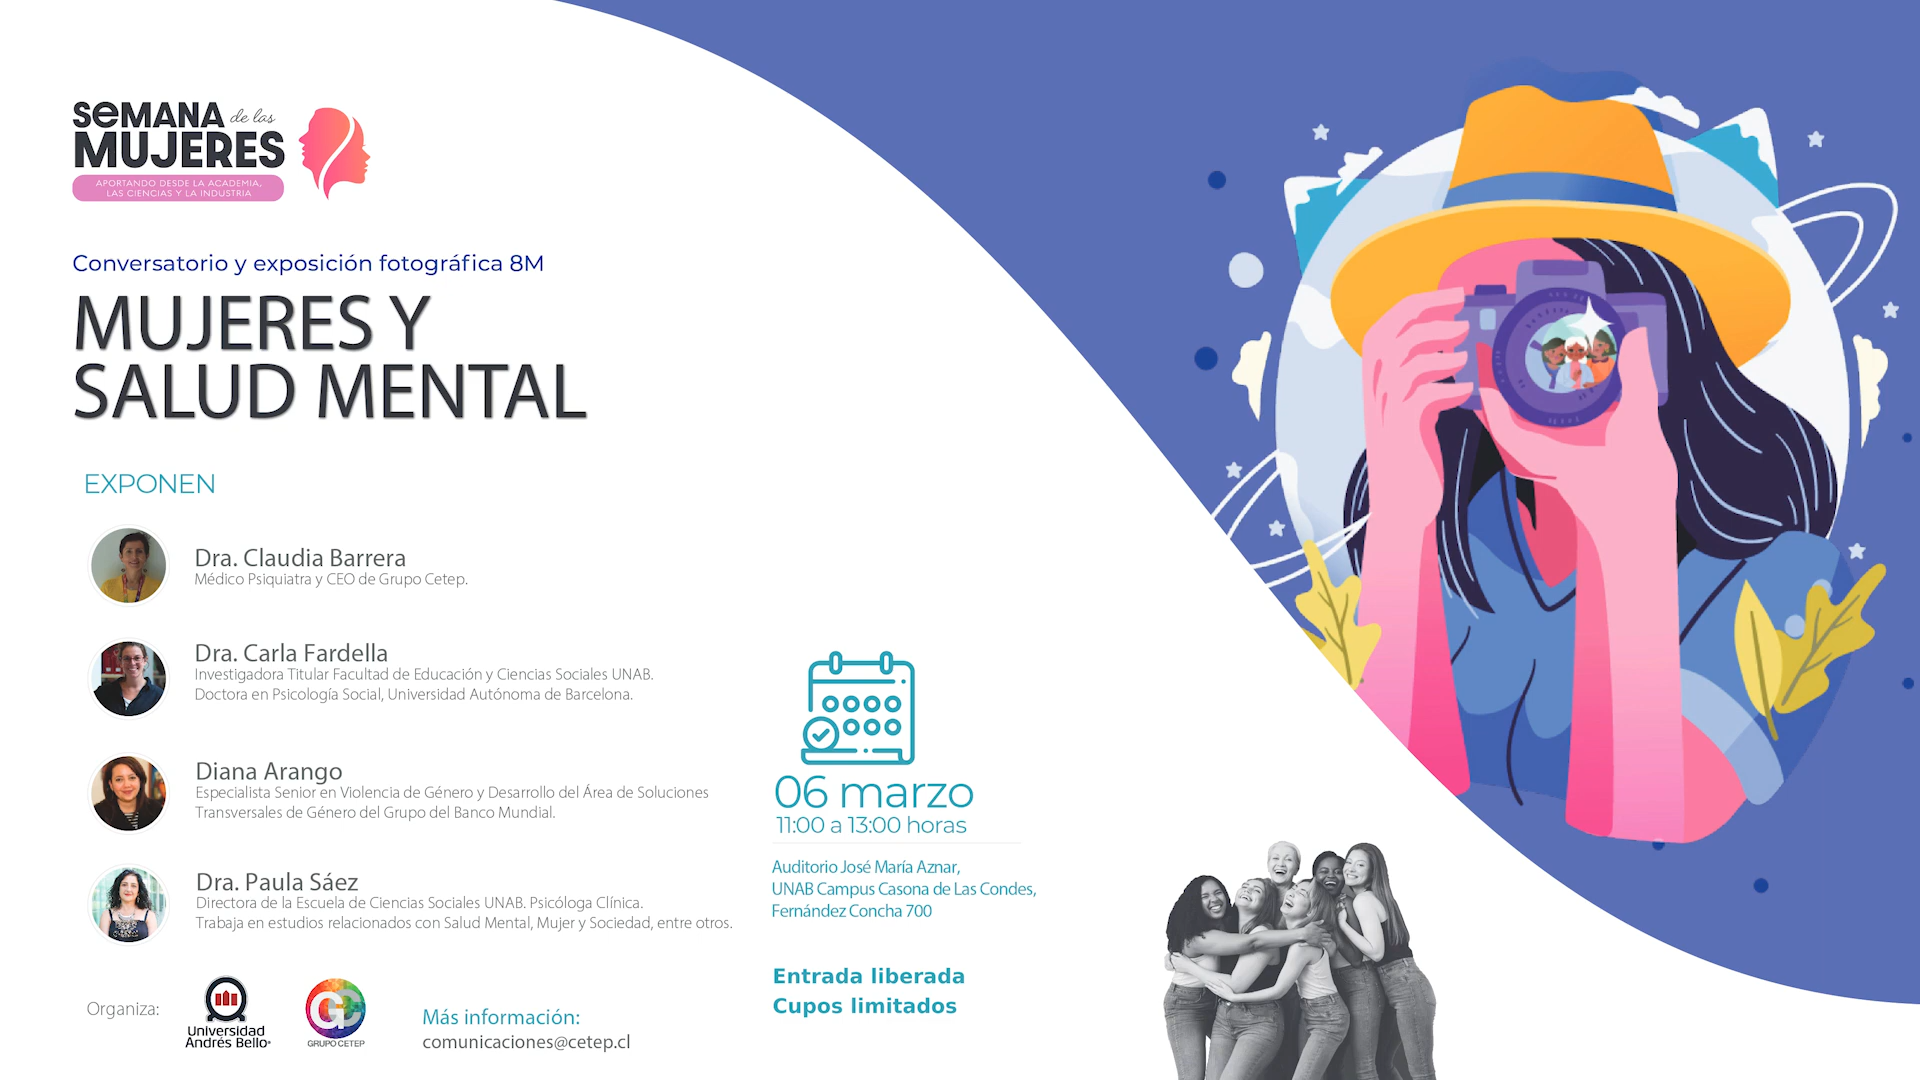 SEMANA de las
MUJERES
APORTANDO DESDE LA ACADEMIA,
LAS CIENCIAS Y LA INDUSTRIA
Conversatorio y exposición fotográfica 8M
MUJERES Y
SALUD MENTAL
EXPONEN
Dra. Claudia Barrera
Médico Psiquiatra y CEO de Grupo Cetep.
Dra. Carla Fardella
Investigadora Titular Facultad de Educación y Ciencias Sociales UNAB.
Doctora en Psicología Social, Universidad Autónoma de Barcelona.
Diana Arango
Especialista Senior en Violencia de Género y Desarrollo del Área de Soluciones
Transversales de Género del Grupo del Banco Mundial.
Dra. Paula Sáez
Directora de la Escuela de Ciencias Sociales UNAB. Psicóloga Clínica.
Trabaja en estudios relacionados con Salud Mental, Mujer y Sociedad, entre otros.
06 marzo
11:00 a 13:00 horas
Auditorio José María Aznar,
UNAB Campus Casona de Las Condes,
Fernández Concha 700
Entrada liberada
Cupos limitados
Organiza:
Universidad
Andrés Bello
GC
GRUPO CETEP
Más información:
comunicaciones@cetep.cl